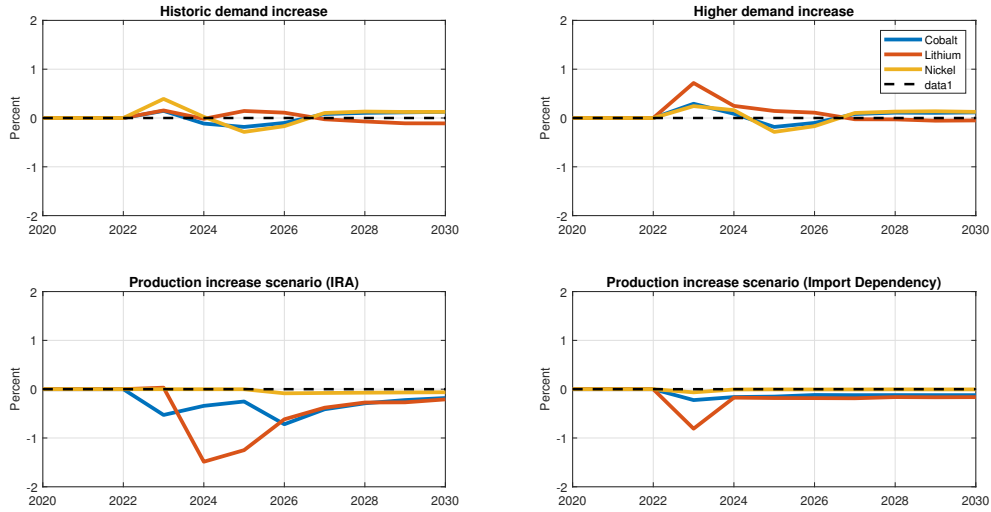 Historic demand increase
Percent
2
1
0
-1
-2
2020 2022 2024 2026 2028 2030
Higher demand increase
Percent
2
1
0
-1
-2
2020 2022 2024 2026 2028 2030
Cobalt
Lithium
Nickel
data1
Production increase scenario (IRA)
Percent
2
1
0
-1
-2
2020 2022 2024 2026 2028 2030
Production increase scenario (Import Dependency)
Percent
2
1
0
-1
-2
2020 2022 2024 2026 2028 2030